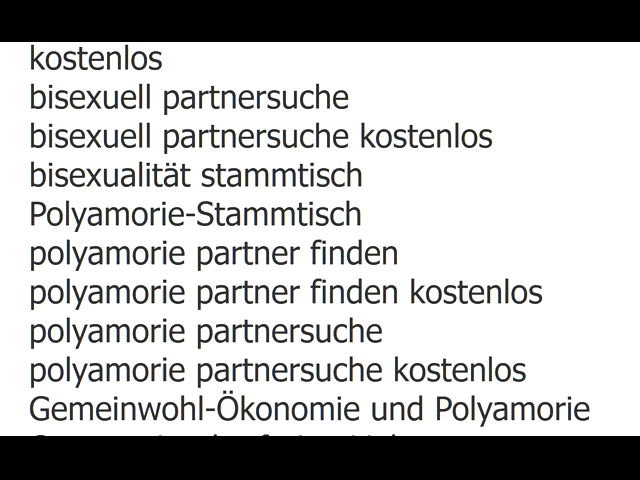 kostenlos
bisexuell partnersuche
bisexuell partnersuche kostenlos
bisexualität stammtisch
Polyamorie-Stammtisch
polyamorie partner finden
polyamorie partner finden kostenlos
polyamorie partnersuche
polyamorie partnersuche kostenlos
Gemeinwohl-Ökonomie und Polyamorie